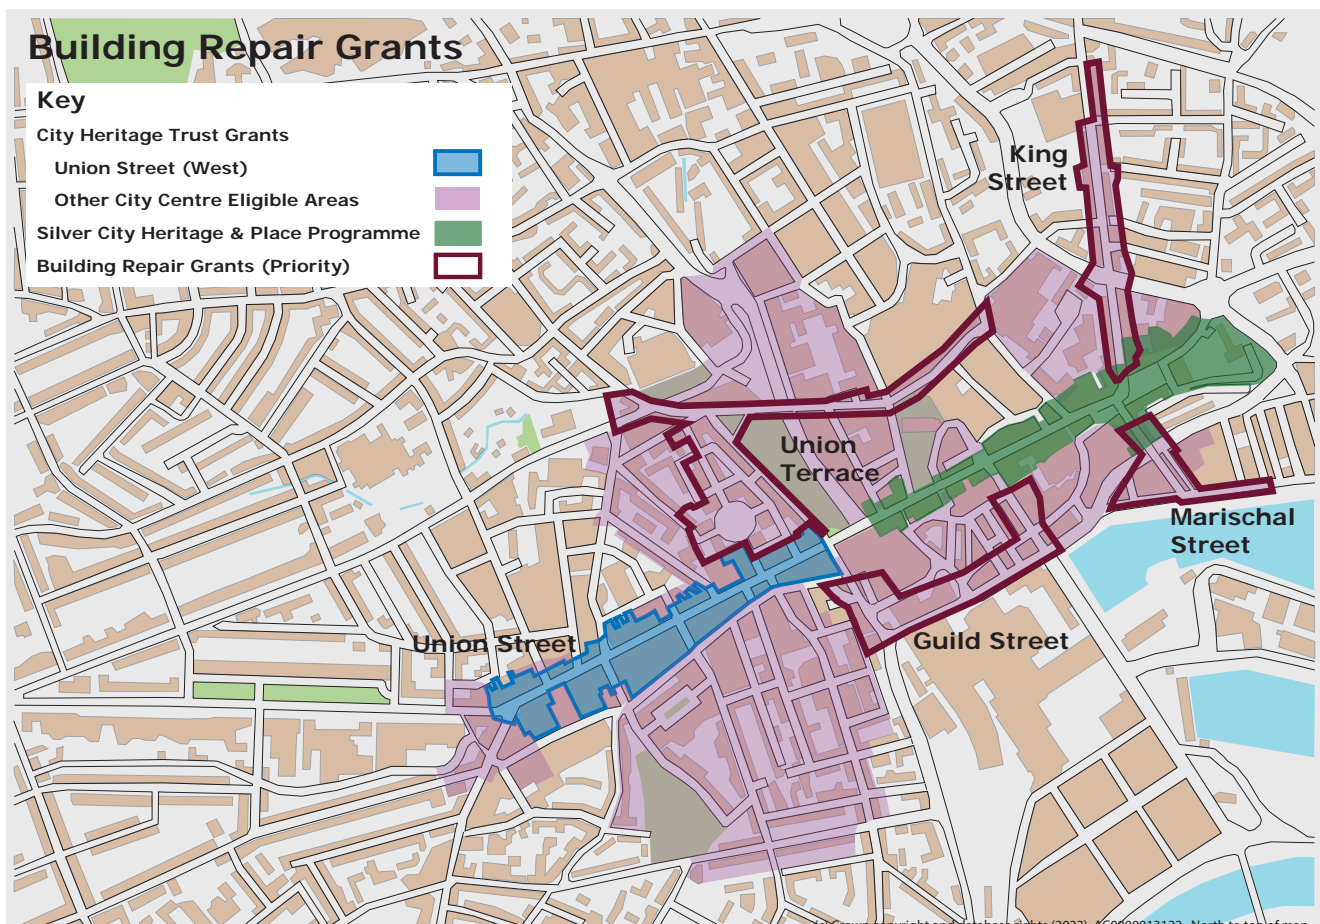 Building Repair Grants
Key
City Heritage Trust Grants
Union Street (West)
Other City Centre Eligible Areas
Silver City Heritage & Place Programme
Building Repair Grants (Priority)
King
Street
Union
Terrace
Marischal
Street
Union Street
Guild Street